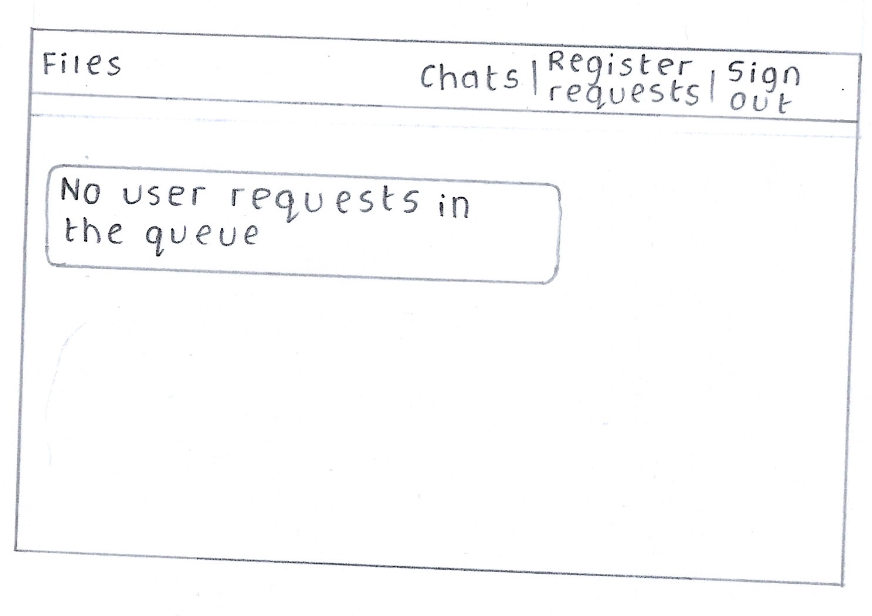 Files
Chats | Register requests | Sign out
No user requests in
the queue